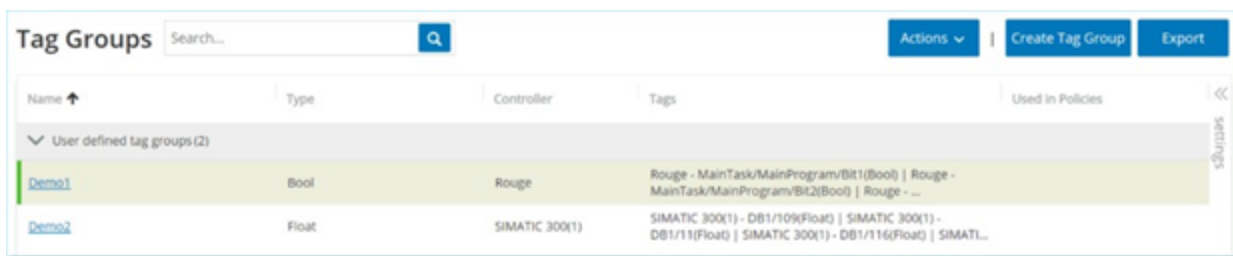 Tag Groups Search... Actions | Create Tag Group Export
Name Type Controller Tags Used in Policies
settings
User defined tag groups (2)
Demo1 Bool Rouge Rouge - MainTask/MainProgram/Bit1(Bool) | Rouge -
MainTask/MainProgram/Bit2(Bool) | Rouge - ...
Demo2 Float SIMATIC 300(1) SIMATIC 300(1) - DB1/109(Float) | SIMATIC 300(1) -
DB1/11(Float) | SIMATIC 300(1) - DB1/116(Float) | SIMATI...